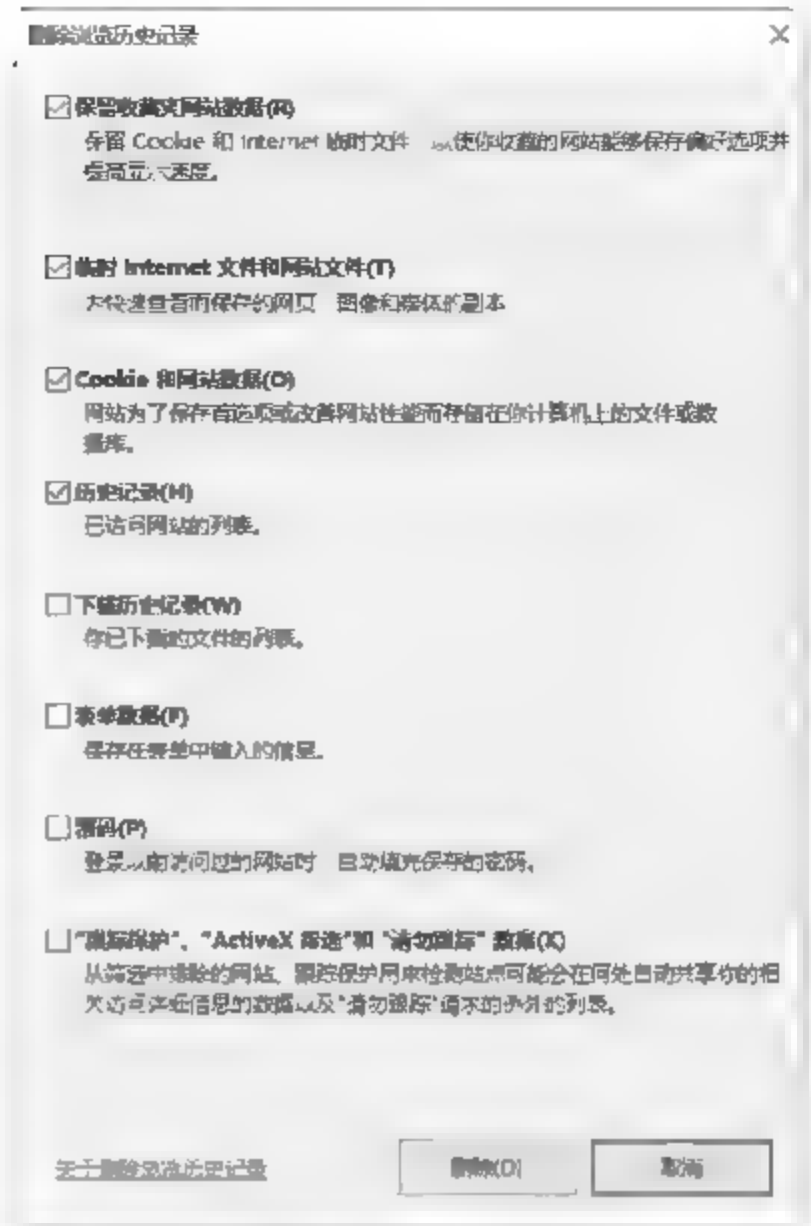 删除浏览历史记录
保留收藏夹网站数据(R)
保留 Cookie 和 Internet 临时文件，以使你收藏的网站能够保存偏好选项并
提高显示速度。
临时 Internet 文件和网站文件(T)
为快速查看而保存的网页、图像和媒体的副本
Cookie 和网站数据(O)
网站为了保存首选项或改善网站性能而存储在你计算机上的文件或数
据库。
历史记录(H)
已访问网站的列表。
下载历史记录(W)
你已下载的文件的列表。
表单数据(F)
保存在表单中输入的信息。
密码(P)
登录以前访问过的网站时，自动填充保存的密码。
"跟踪保护"、"ActiveX 筛选"和 "请勿跟踪" 数据(X)
从筛选中排除的网站、跟踪保护用来检测站点可能会在何处自动共享你的相
关访问详细信息的数据以及"请勿跟踪"请求的例外的列表。
关于删除浏览历史记录
删除(D)
取消